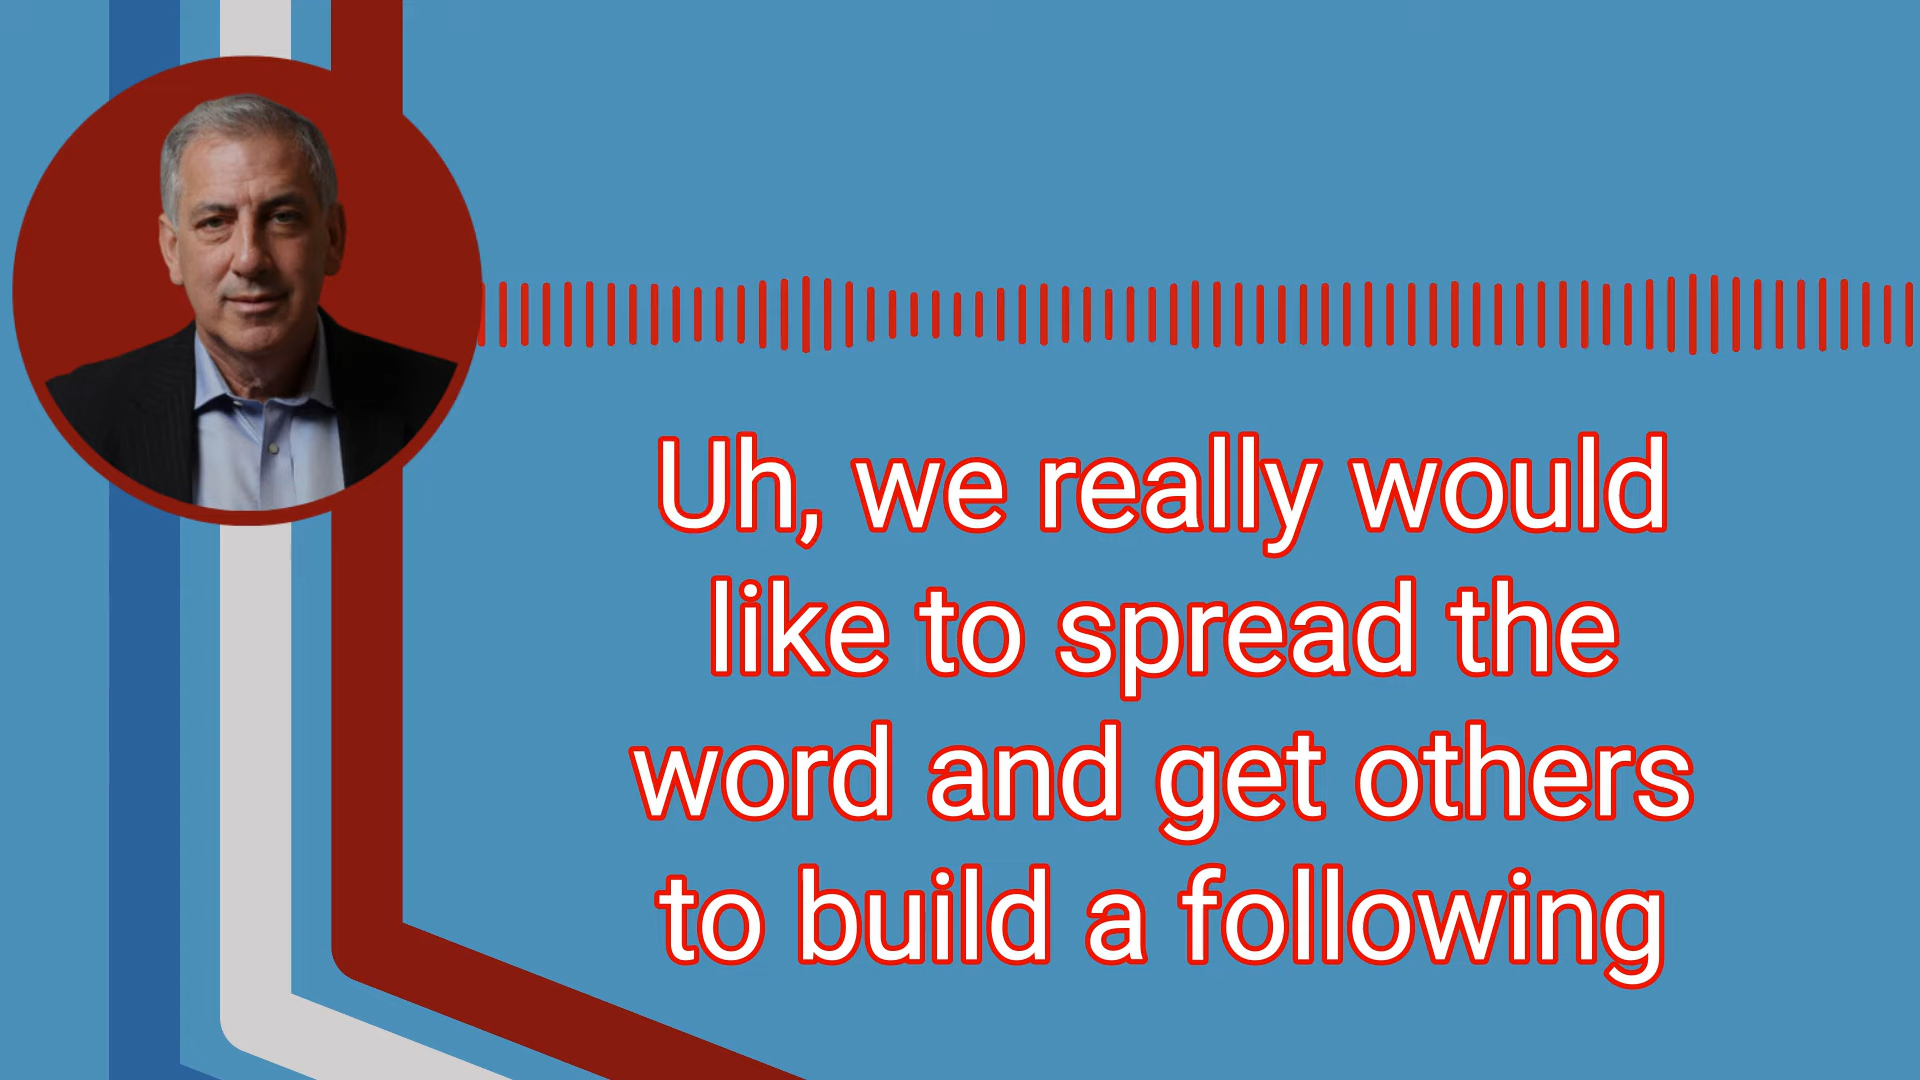 Uh, we really would
like to spread the
word and get others
to build a following